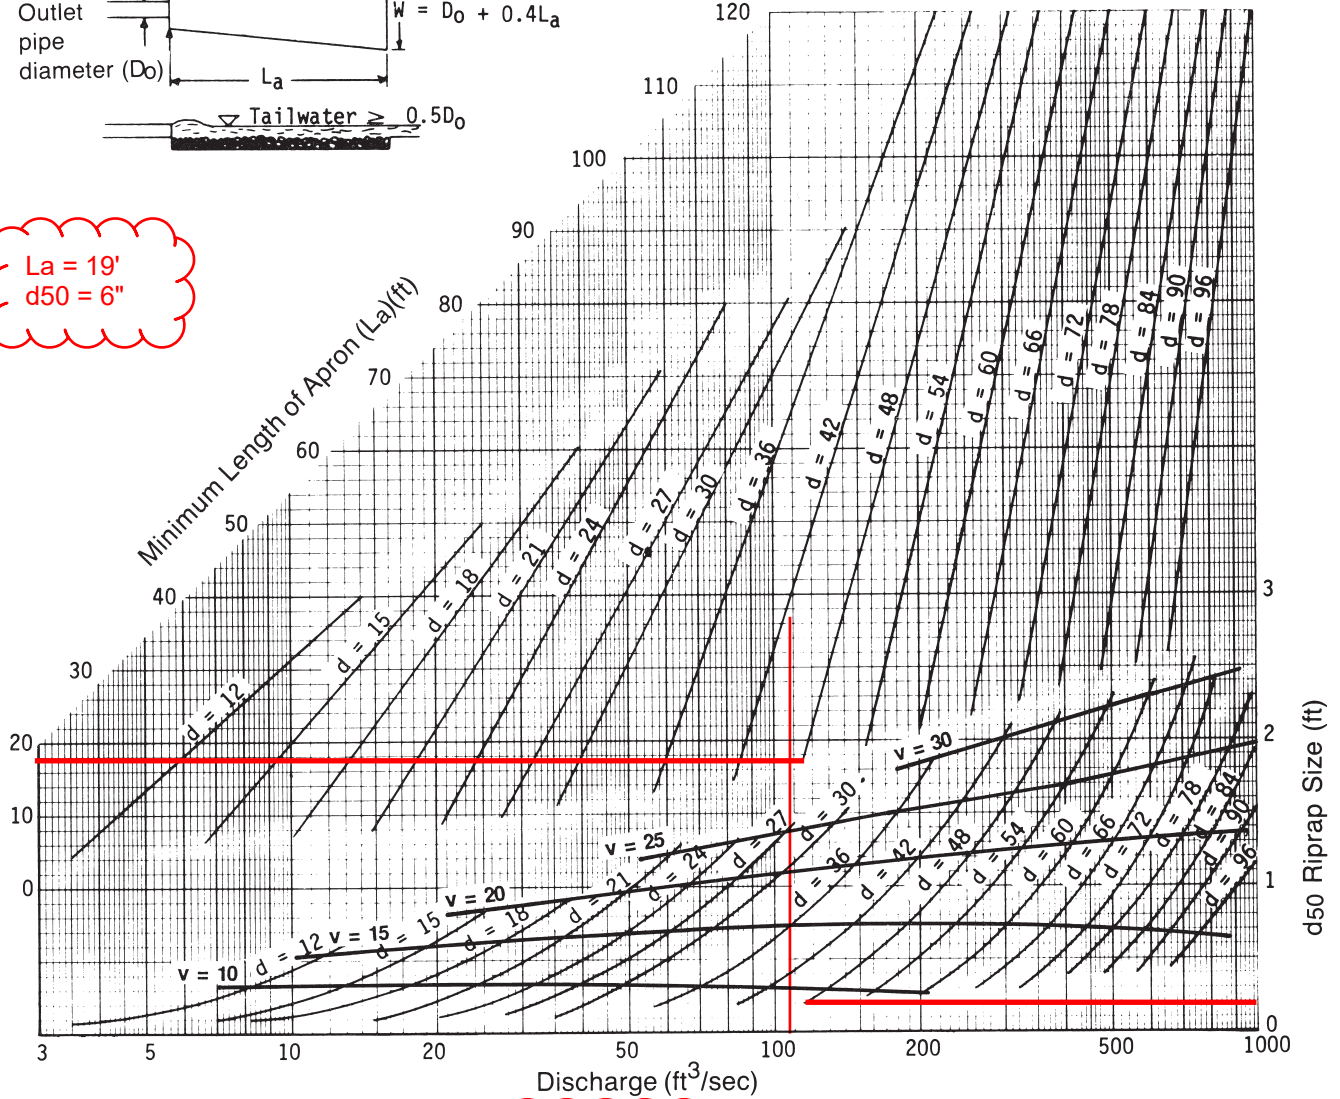 Outlet
pipe
diameter (Do)
W = Do + 0.4La
La
Tailwater ≥ 0.5Do
La = 19'
d50 = 6"
Minimum Length of Apron (La)(ft)
120
110
100
90
80
70
60
50
40
30
20
10
0
d = 12
d = 15
d = 18
d = 21
d = 24
d = 27
d = 30
d = 36
d = 42
d = 48
d = 54
d = 60
d = 66
d = 72
d = 78
d = 84
d = 90
d = 96
v = 30
v = 25
v = 20
v = 15
v = 10
d = 12
d = 15
d = 18
d = 21
d = 24
d = 27
d = 30
d = 36
d = 42
d = 48
d = 54
d = 60
d = 66
d = 72
d = 78
d = 84
d = 90
d = 96
3
2
1
0
d50 Riprap Size (ft)
3 5 10 20 50 100 200 500 1000
Discharge (ft³/sec)